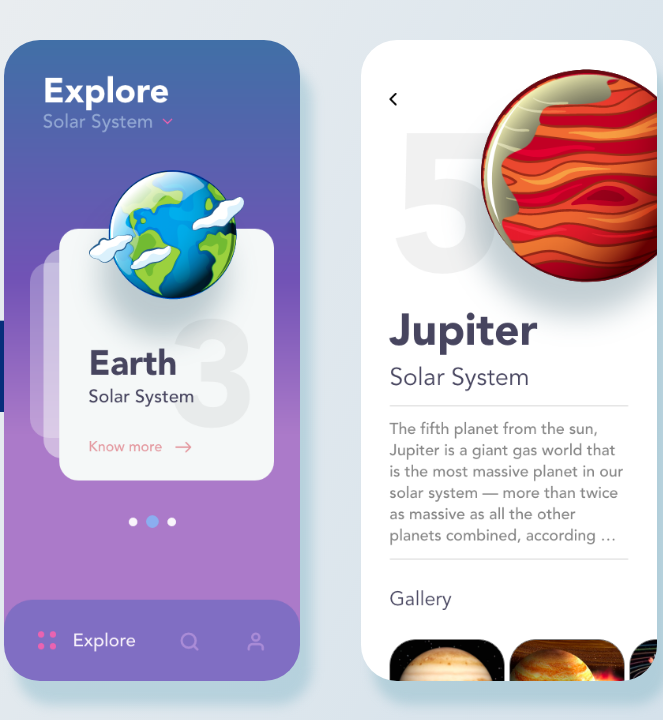 Explore
Solar System
3
Earth
Solar System
Know more
Explore
5
Jupiter
Solar System
The fifth planet from the sun,
Jupiter is a giant gas world that
is the most massive planet in our
solar system — more than twice
as massive as all the other
planets combined, according ...
Gallery